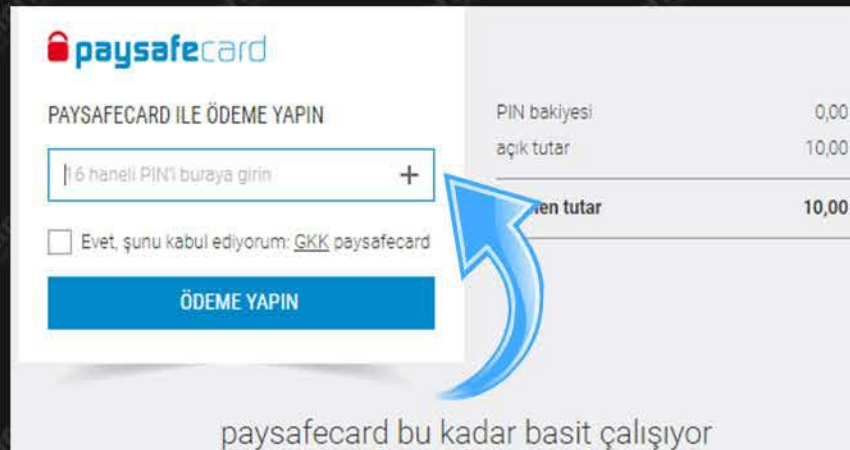 paysafecard
PAYSAFECARD ILE ÖDEME YAPIN
16 haneli PIN'i buraya girin
Evet, şunu kabul ediyorum: GKK paysafecard
ÖDEME YAPIN
PIN bakiyesi 0,00
açık tutar 10,00
tutar 10,00
paysafecard bu kadar basit çalışıyor